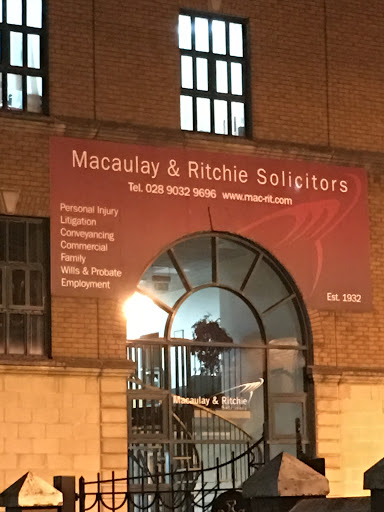 Macaulay & Ritchie Solicitors
Tel. 028 9032 9696 www.mac-rit.com
Personal Injury
Litigation
Conveyancing
Commercial
Family
Wills & Probate
Employment
Est. 1932
Macaulay & Ritchie